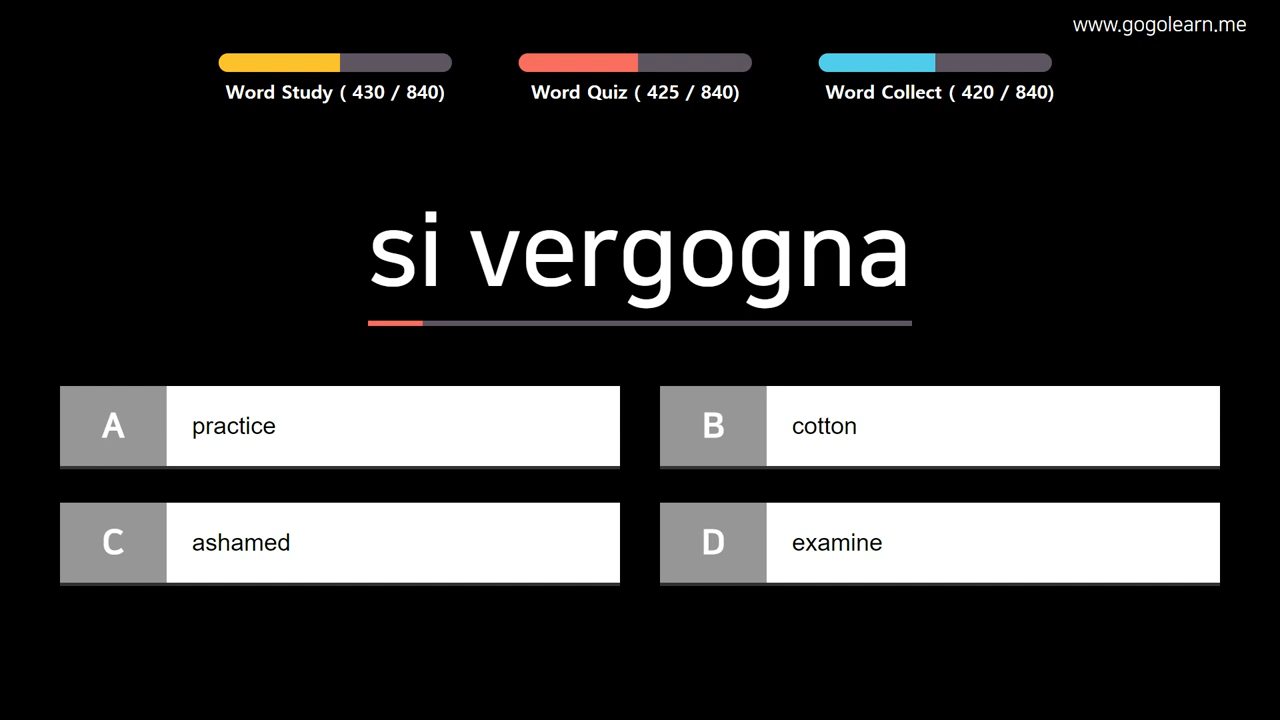 www.gogolearn.me
Word Study ( 430 / 840)
Word Quiz ( 425 / 840)
Word Collect ( 420 / 840)
si vergogna
A practice
B cotton
C ashamed
D examine